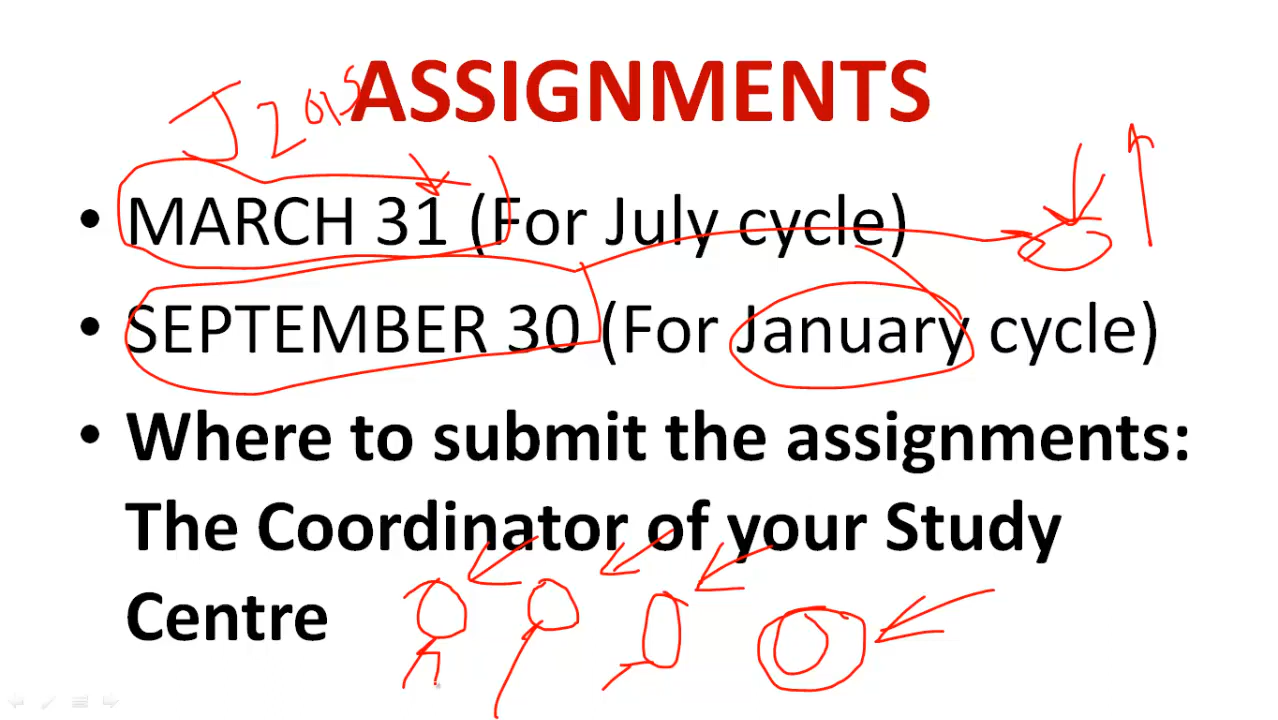 ASSIGNMENTS
J 2015
• MARCH 31 (For July cycle)
• SEPTEMBER 30 (For January cycle)
• Where to submit the assignments:
The Coordinator of your Study
Centre